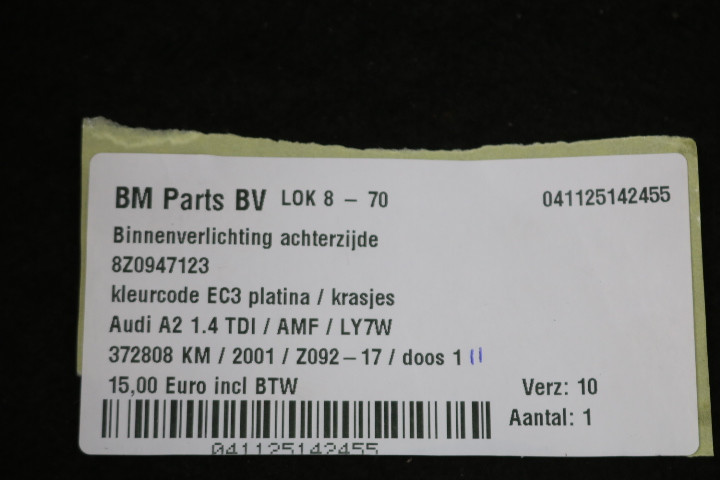 BM Parts BV LOK 8 – 70 041125142455
Binnenverlichting achterzijde
8Z0947123
kleurcode EC3 platina / krasjes
Audi A2 1.4 TDI / AMF / LY7W
372808 KM / 2001 / Z092 – 17 / doos 1 11
15,00 Euro incl BTW Verz: 10
Aantal: 1
041125142455